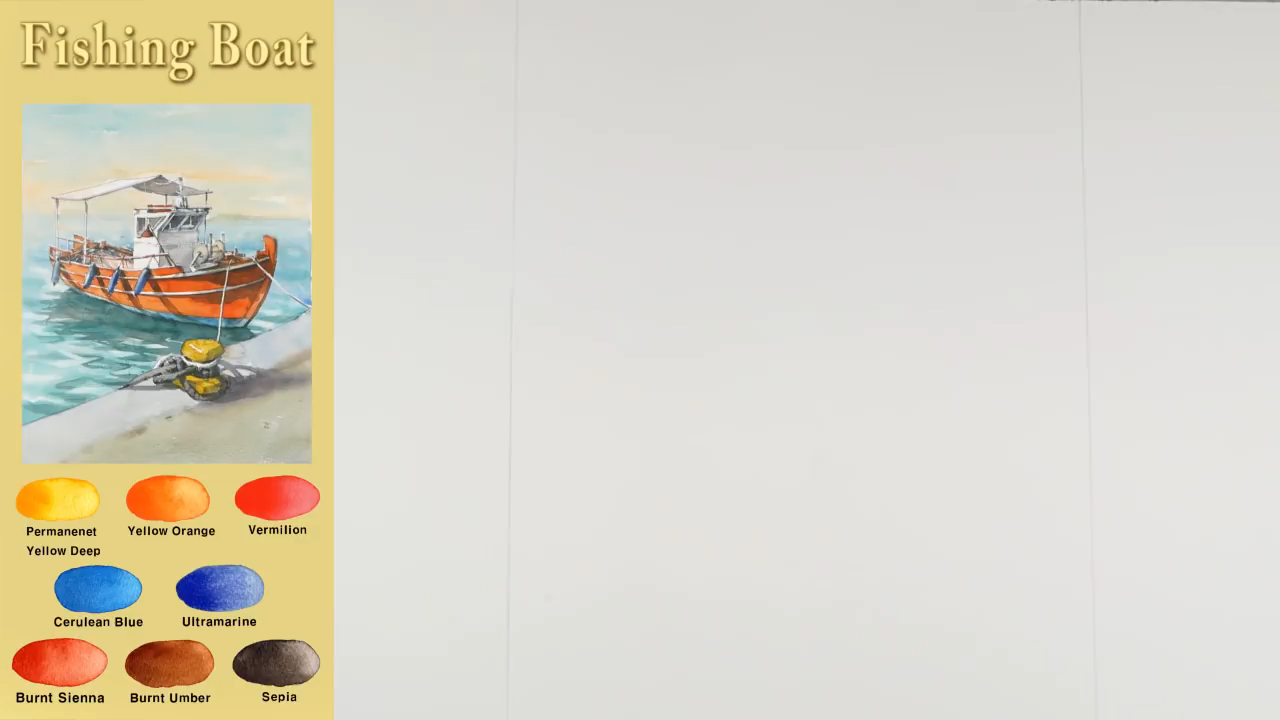 Fishing Boat
Permanenet
Yellow Deep
Yellow Orange
Vermilion
Cerulean Blue
Ultramarine
Burnt Sienna
Burnt Umber
Sepia